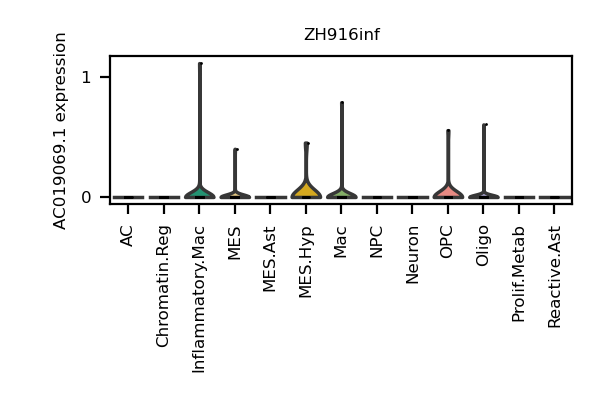 ZH916inf
AC019069.1 expression
1
0
AC
Chromatin.Reg
Inflammatory.Mac
MES
MES.Ast
MES.Hyp
Mac
NPC
Neuron
OPC
Oligo
Prolif.Metab
Reactive.Ast